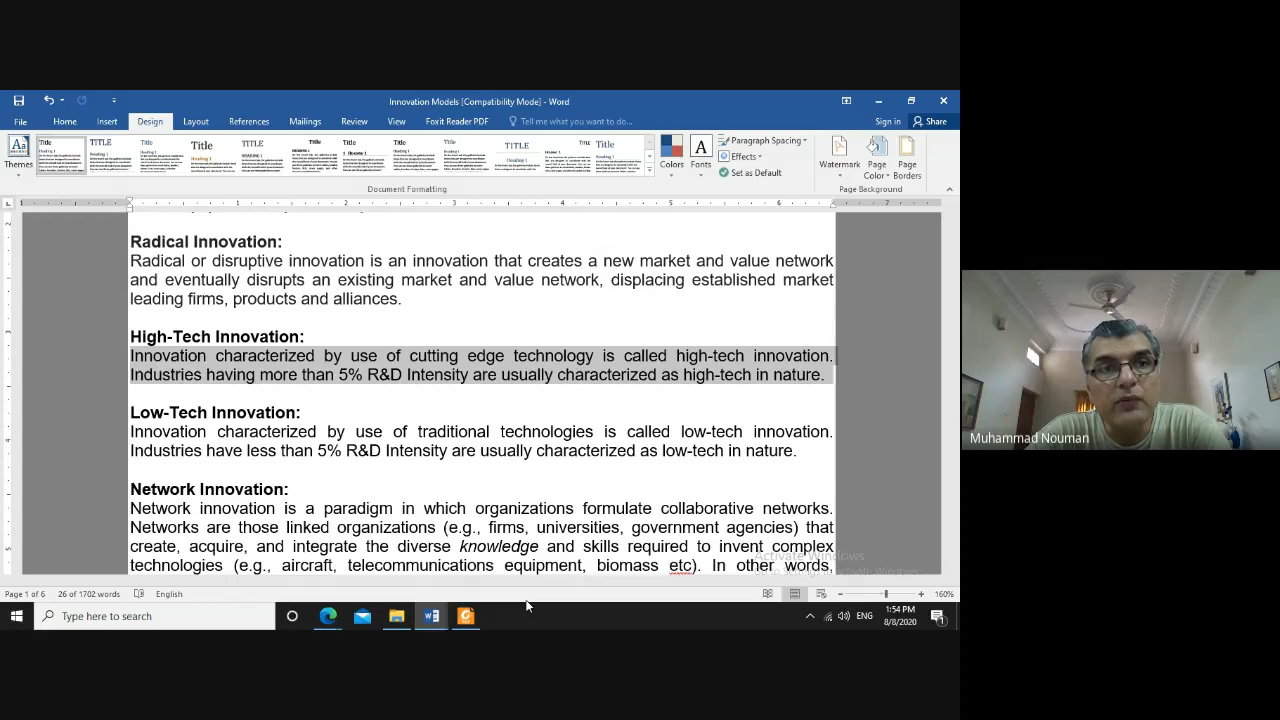 Innovation Models [Compatibility Mode] - Word
File Home Insert Design Layout References Mailings Review View Foxit Reader PDF Tell me what you want to do... Sign in Share
Themes
Colors
Fonts
Paragraph Spacing
Effects
Set as Default
Watermark
Page Color
Page Borders
Document Formatting
Page Background
Radical Innovation:
Radical or disruptive innovation is an innovation that creates a new market and value network
and eventually disrupts an existing market and value network, displacing established market
leading firms, products and alliances.
High-Tech Innovation:
Innovation characterized by use of cutting edge technology is called high-tech innovation.
Industries having more than 5% R&D Intensity are usually characterized as high-tech in nature.
Low-Tech Innovation:
Innovation characterized by use of traditional technologies is called low-tech innovation.
Industries have less than 5% R&D Intensity are usually characterized as low-tech in nature.
Network Innovation:
Network innovation is a paradigm in which organizations formulate collaborative networks.
Networks are those linked organizations (e.g., firms, universities, government agencies) that
create, acquire, and integrate the diverse knowledge and skills required to invent complex
technologies (e.g., aircraft, telecommunications equipment, biomass etc). In other words,
Activate Windows
Page 1 of 6 26 of 1702 words English 160%
Type here to search
ENG
1:54 PM
8/8/2020
Muhammad Nouman